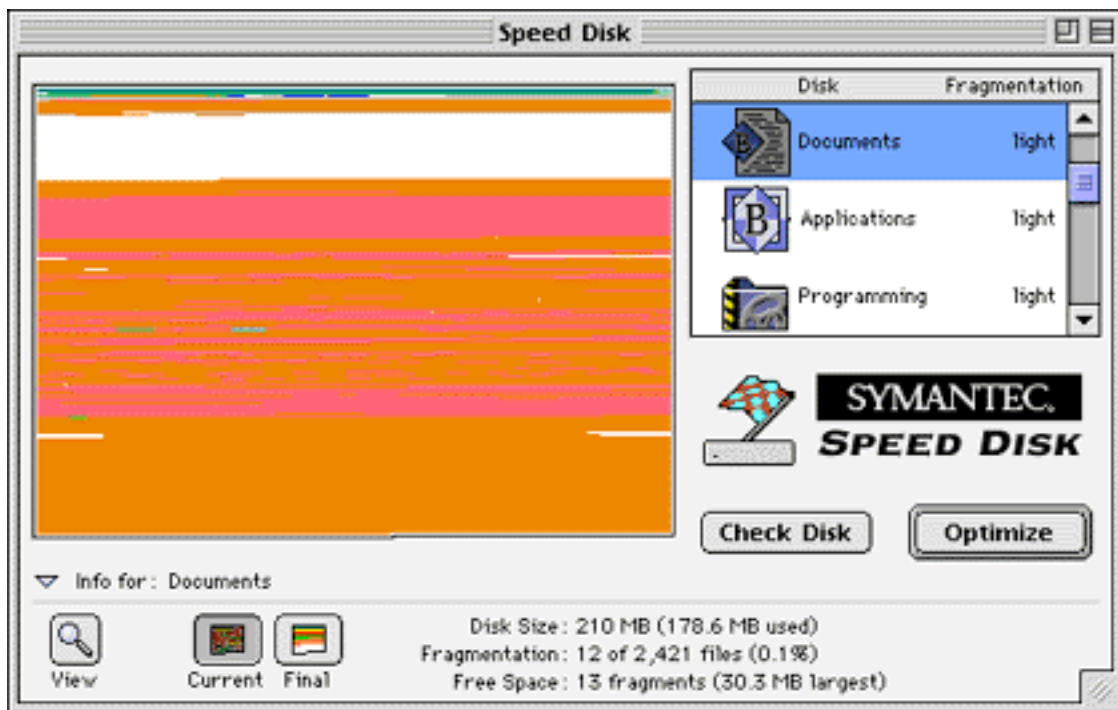 Speed Disk
Disk Fragmentation
B Documents light
B Applications light
Programming light
SYMANTEC.
SPEED DISK
Check Disk Optimize
Info for: Documents
Disk Size: 210 MB (178.6 MB used)
Fragmentation: 12 of 2,421 files (0.1%)
Free Space: 13 fragments (30.3 MB largest)
View Current Final